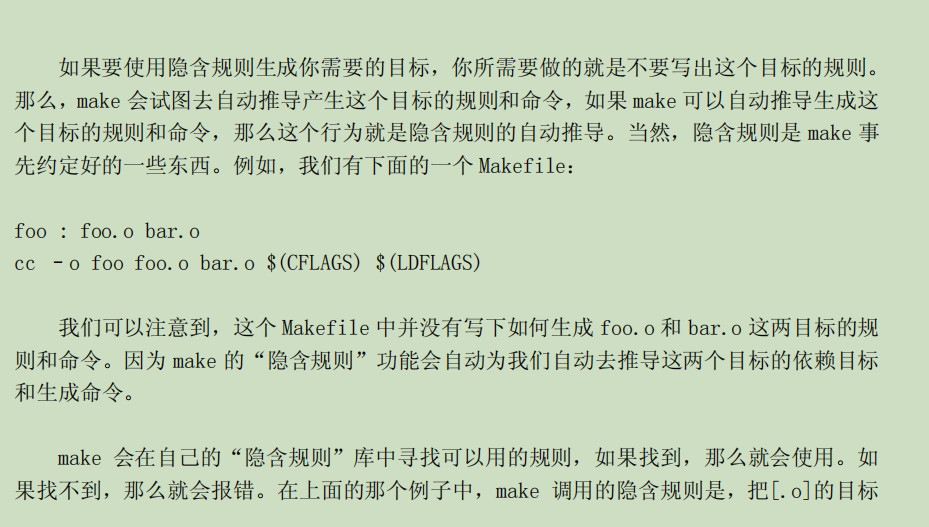 如果要使用隐含规则生成你需要的目标，你所需要做的就是不要写出这个目标的规则。
那么，make 会试图去自动推导产生这个目标的规则和命令，如果 make 可以自动推导生成这
个目标的规则和命令，那么这个行为就是隐含规则的自动推导。当然，隐含规则是 make 事
先约定好的一些东西。例如，我们有下面的一个 Makefile：
foo : foo.o bar.o
cc –o foo foo.o bar.o $(CFLAGS) $(LDFLAGS)
我们可以注意到，这个 Makefile 中并没有写下如何生成 foo.o 和 bar.o 这两目标的规
则和命令。因为 make 的“隐含规则”功能会自动为我们自动去推导这两个目标的依赖目标
和生成命令。
make 会在自己的“隐含规则”库中寻找可以用的规则，如果找到，那么就会使用。如
果找不到，那么就会报错。在上面的那个例子中，make 调用的隐含规则是，把[.o]的目标